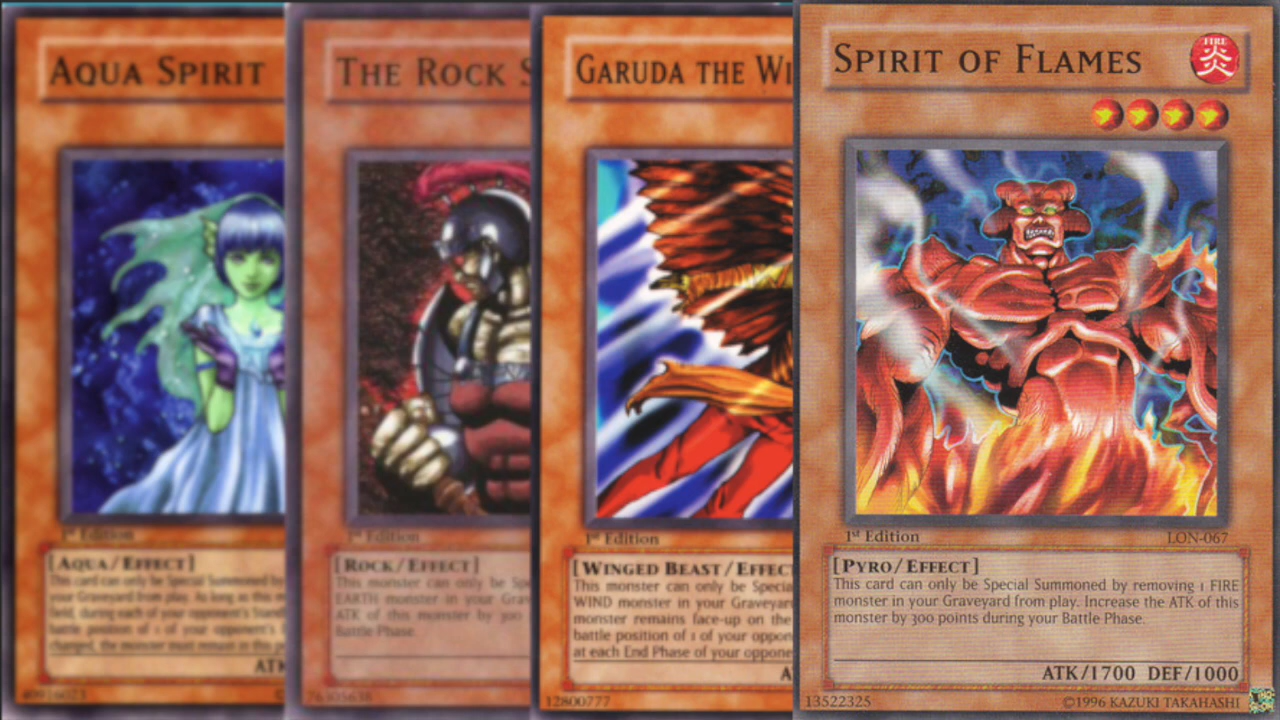 AQUA SPIRIT
1st Edition
[AQUA/EFFECT]
This card can only be Special Summoned by
your Graveyard from play. As long as this m
field, during each of your opponent's Stand
battle position of 1 of your opponent's
changed, the monster must remain in this p
ATK
40916023
THE ROCK S
1st Edition
[ROCK/EFFECT]
This monster can only be Spe
EARTH monster in your Grav
ATK of this monster by 300
Battle Phase.
76305638
GARUDA THE WI
1st Edition
[WINGED BEAST/EFFECT
This monster can only be Specia
WIND monster in your Graveyar
monster remains face-up on the
battle position of 1 of your oppon
at each End Phase of your oppone
A
12800777
SPIRIT OF FLAMES
FIRE
炎
1st Edition
LON-067
[PYRO/EFFECT]
This card can only be Special Summoned by removing 1 FIRE
monster in your Graveyard from play. Increase the ATK of this
monster by 300 points during your Battle Phase.
ATK/1700 DEF/1000
13522325
©1996 KAZUKI TAKAHASHI